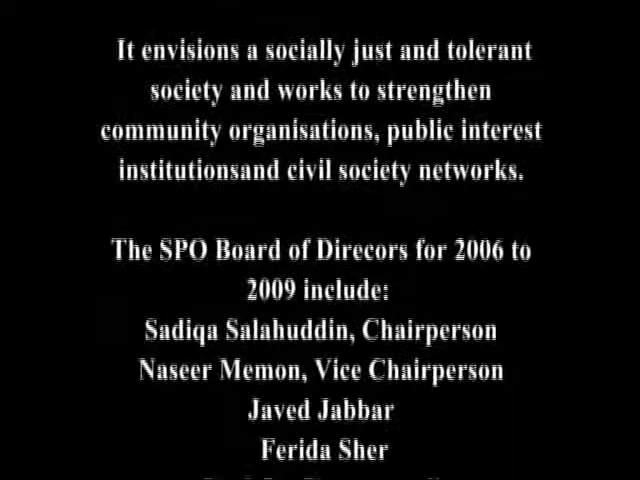 It envisions a socially just and tolerant
society and works to strengthen
community organisations, public interest
institutionsand civil society networks.
The SPO Board of Direcors for 2006 to
2009 include:
Sadiqa Salahuddin, Chairperson
Naseer Memon, Vice Chairperson
Javed Jabbar
Ferida Sher